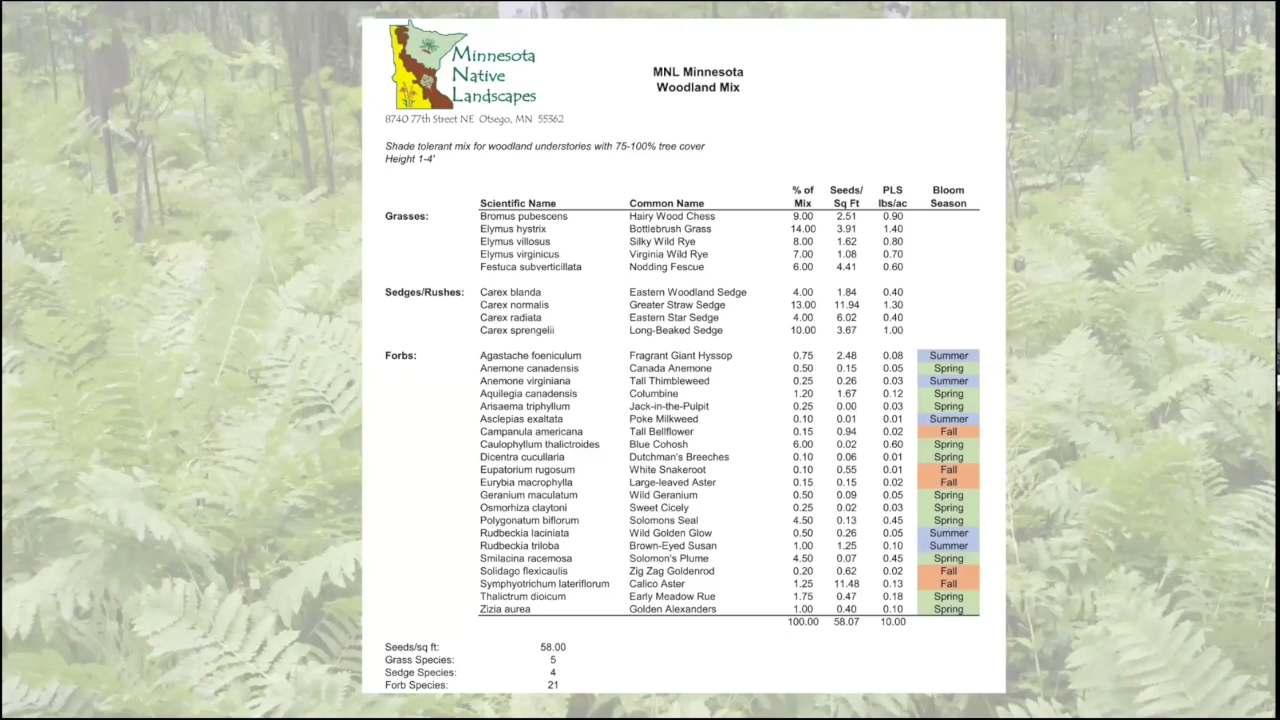 Minnesota
Native
Landscapes
8740 77th Street NE Otsego, MN 55362
MNL Minnesota
Woodland Mix
Shade tolerant mix for woodland understories with 75-100% tree cover
Height 1-4'
% of Seeds/ PLS Bloom
Scientific Name Common Name Mix Sq Ft lbs/ac Season
Grasses: Bromus pubescens Hairy Wood Chess 9.00 2.51 0.90
Elymus hystrix Bottlebrush Grass 14.00 3.91 1.40
Elymus villosus Silky Wild Rye 8.00 1.62 0.80
Elymus virginicus Virginia Wild Rye 7.00 1.08 0.70
Festuca subverticillata Nodding Fescue 6.00 4.41 0.60
Sedges/Rushes: Carex blanda Eastern Woodland Sedge 4.00 1.84 0.40
Carex normalis Greater Straw Sedge 13.00 11.94 1.30
Carex radiata Eastern Star Sedge 4.00 6.02 0.40
Carex sprengelii Long-Beaked Sedge 10.00 3.67 1.00
Forbs: Agastache foeniculum Fragrant Giant Hyssop 0.75 2.48 0.08 Summer
Anemone canadensis Canada Anemone 0.50 0.15 0.05 Spring
Anemone virginiana Tall Thimbleweed 0.25 0.26 0.03 Summer
Aquilegia canadensis Columbine 1.20 1.67 0.12 Spring
Arisaema triphyllum Jack-in-the-Pulpit 0.25 0.00 0.03 Spring
Asclepias exaltata Poke Milkweed 0.10 0.01 0.01 Summer
Campanula americana Tall Bellflower 0.15 0.94 0.02 Fall
Caulophyllum thalictroides Blue Cohosh 6.00 0.02 0.60 Spring
Dicentra cucullaria Dutchman's Breeches 0.10 0.06 0.01 Spring
Eupatorium rugosum White Snakeroot 0.10 0.55 0.01 Fall
Eurybia macrophylla Large-leaved Aster 0.15 0.15 0.02 Fall
Geranium maculatum Wild Geranium 0.50 0.09 0.05 Spring
Osmorhiza claytoni Sweet Cicely 0.25 0.02 0.03 Spring
Polygonatum biflorum Solomons Seal 4.50 0.13 0.45 Spring
Rudbeckia laciniata Wild Golden Glow 0.50 0.26 0.05 Summer
Rudbeckia triloba Brown-Eyed Susan 1.00 1.25 0.10 Summer
Smilacina racemosa Solomon's Plume 4.50 0.07 0.45 Spring
Solidago flexicaulis Zig Zag Goldenrod 0.20 0.62 0.02 Fall
Symphyotrichum lateriflorum Calico Aster 1.25 11.48 0.13 Fall
Thalictrum dioicum Early Meadow Rue 1.75 0.47 0.18 Spring
Zizia aurea Golden Alexanders 1.00 0.40 0.10 Spring
100.00 58.07 10.00
Seeds/sq ft: 58.00
Grass Species: 5
Sedge Species: 4
Forb Species: 21